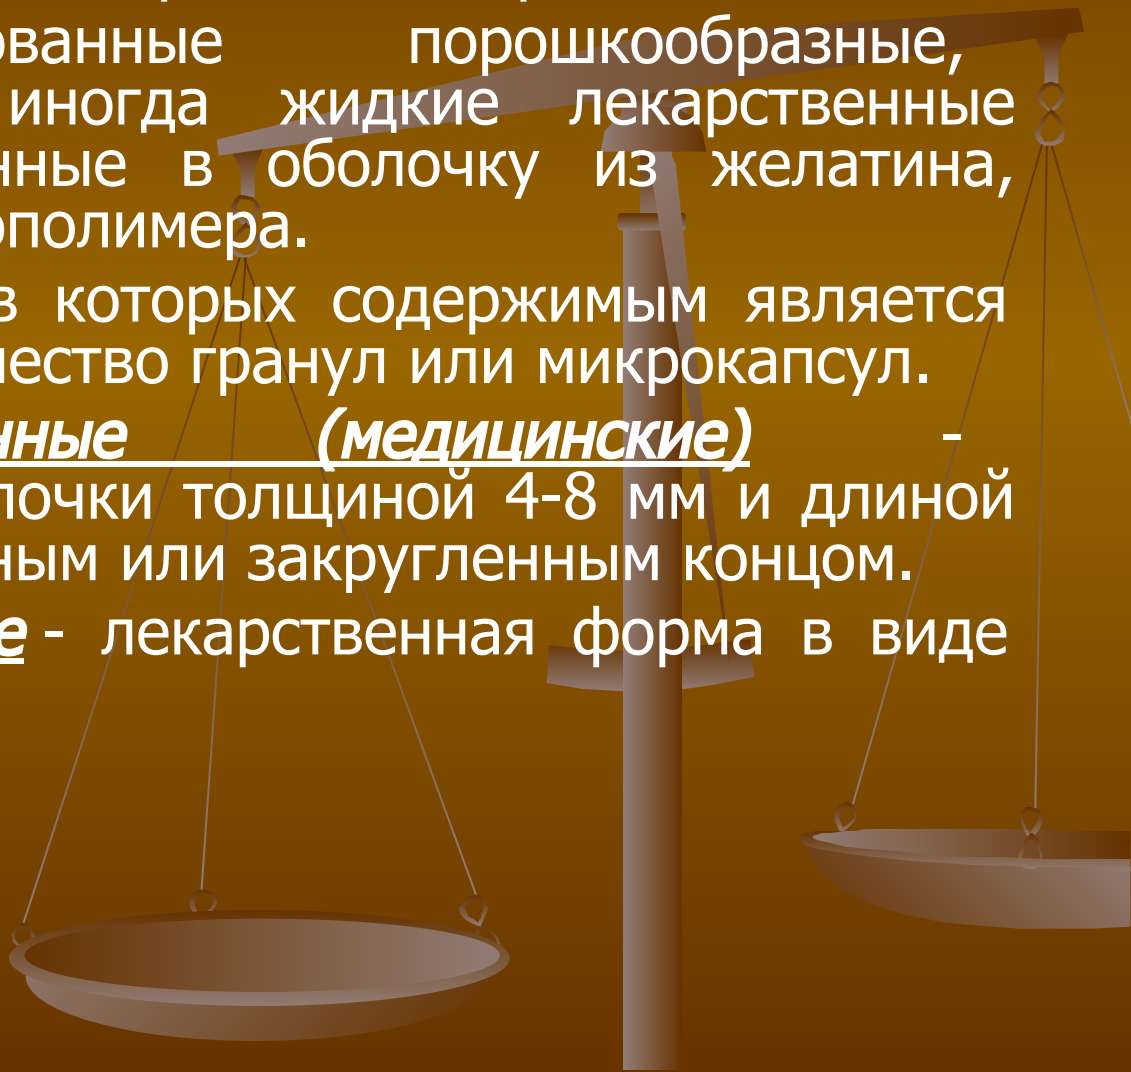 ованные порошкообразные,
иногда жидкие лекарственные
нные в оболочку из желатина,
ополимера.
в которых содержимым является
чество гранул или микрокапсул.
нные (медицинские) -
лочки толщиной 4-8 мм и длиной
ным или закругленным концом.
е - лекарственная форма в виде